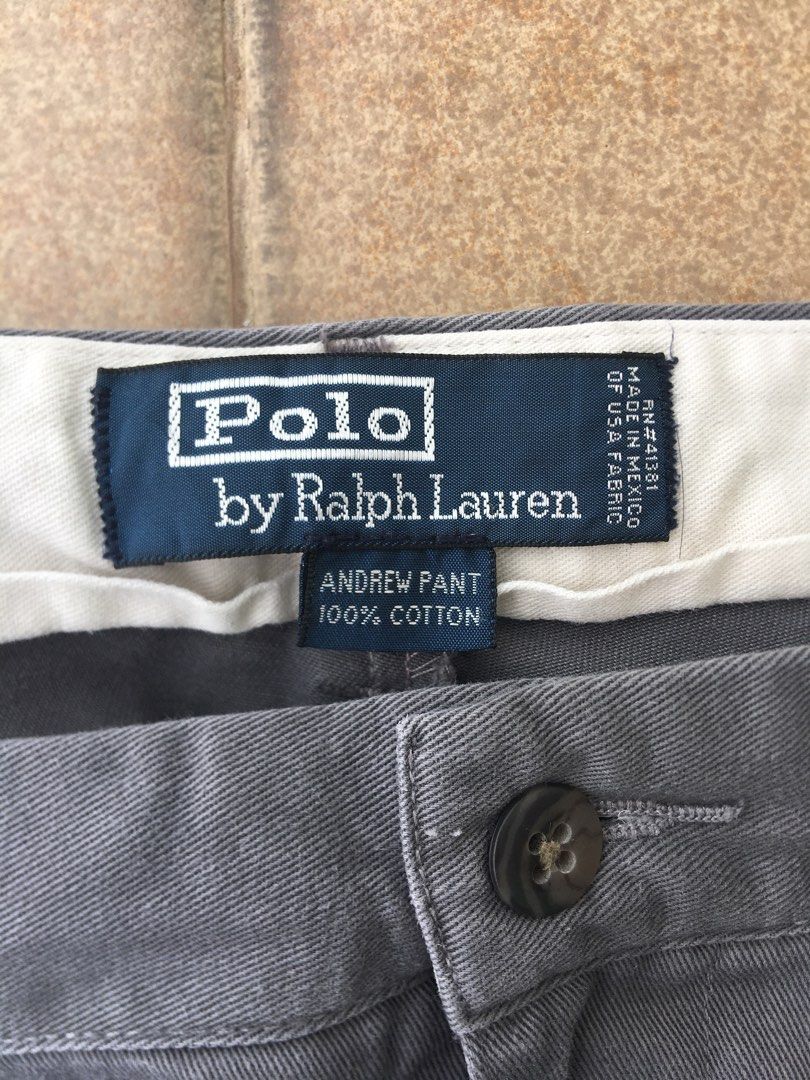 Polo
by Ralph Lauren
RN#41381
MADE IN MEXICO
OF USA FABRIC
ANDREW PANT
100% COTTON